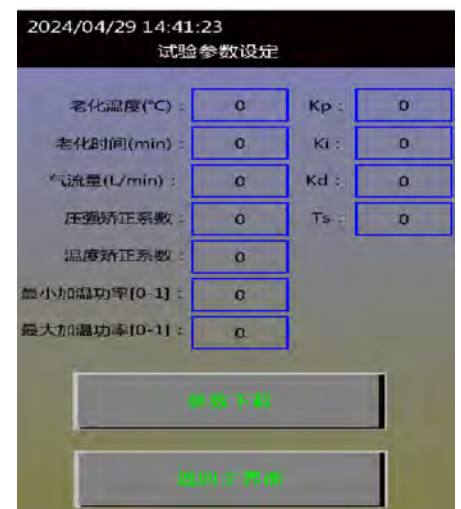 2024/04/29 14:41:23
试验参数设定
老化温度(℃) : 0 Kp : 0
老化时间(min) : 0 Ki : 0
气流量(L/min) : 0 Kd : 0
压强矫正系数 : 0 Ts : 0
温度矫正系数 : 0
最小加温功率[0-1] : 0
最大加温功率[0-1] : 0
参数下载
返回主界面